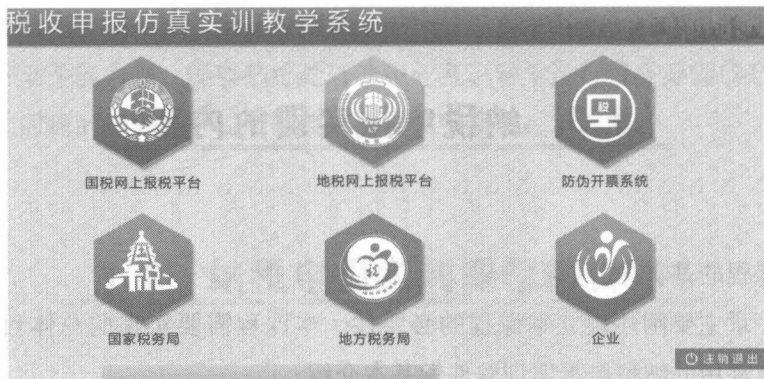 税收申报仿真实训教学系统
税
国税网上报税平台
地税网上报税平台
防伪开票系统
税
国家税务局
地方税务局
企业
注销退出